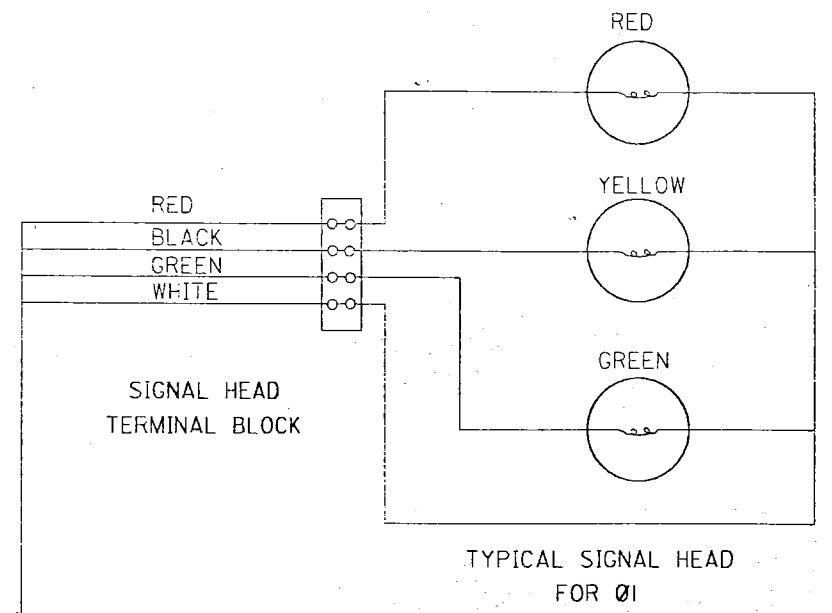 RED
YELLOW
RED
BLACK
GREEN
WHITE
GREEN
SIGNAL HEAD
TERMINAL BLOCK
TYPICAL SIGNAL HEAD
FOR Ø1